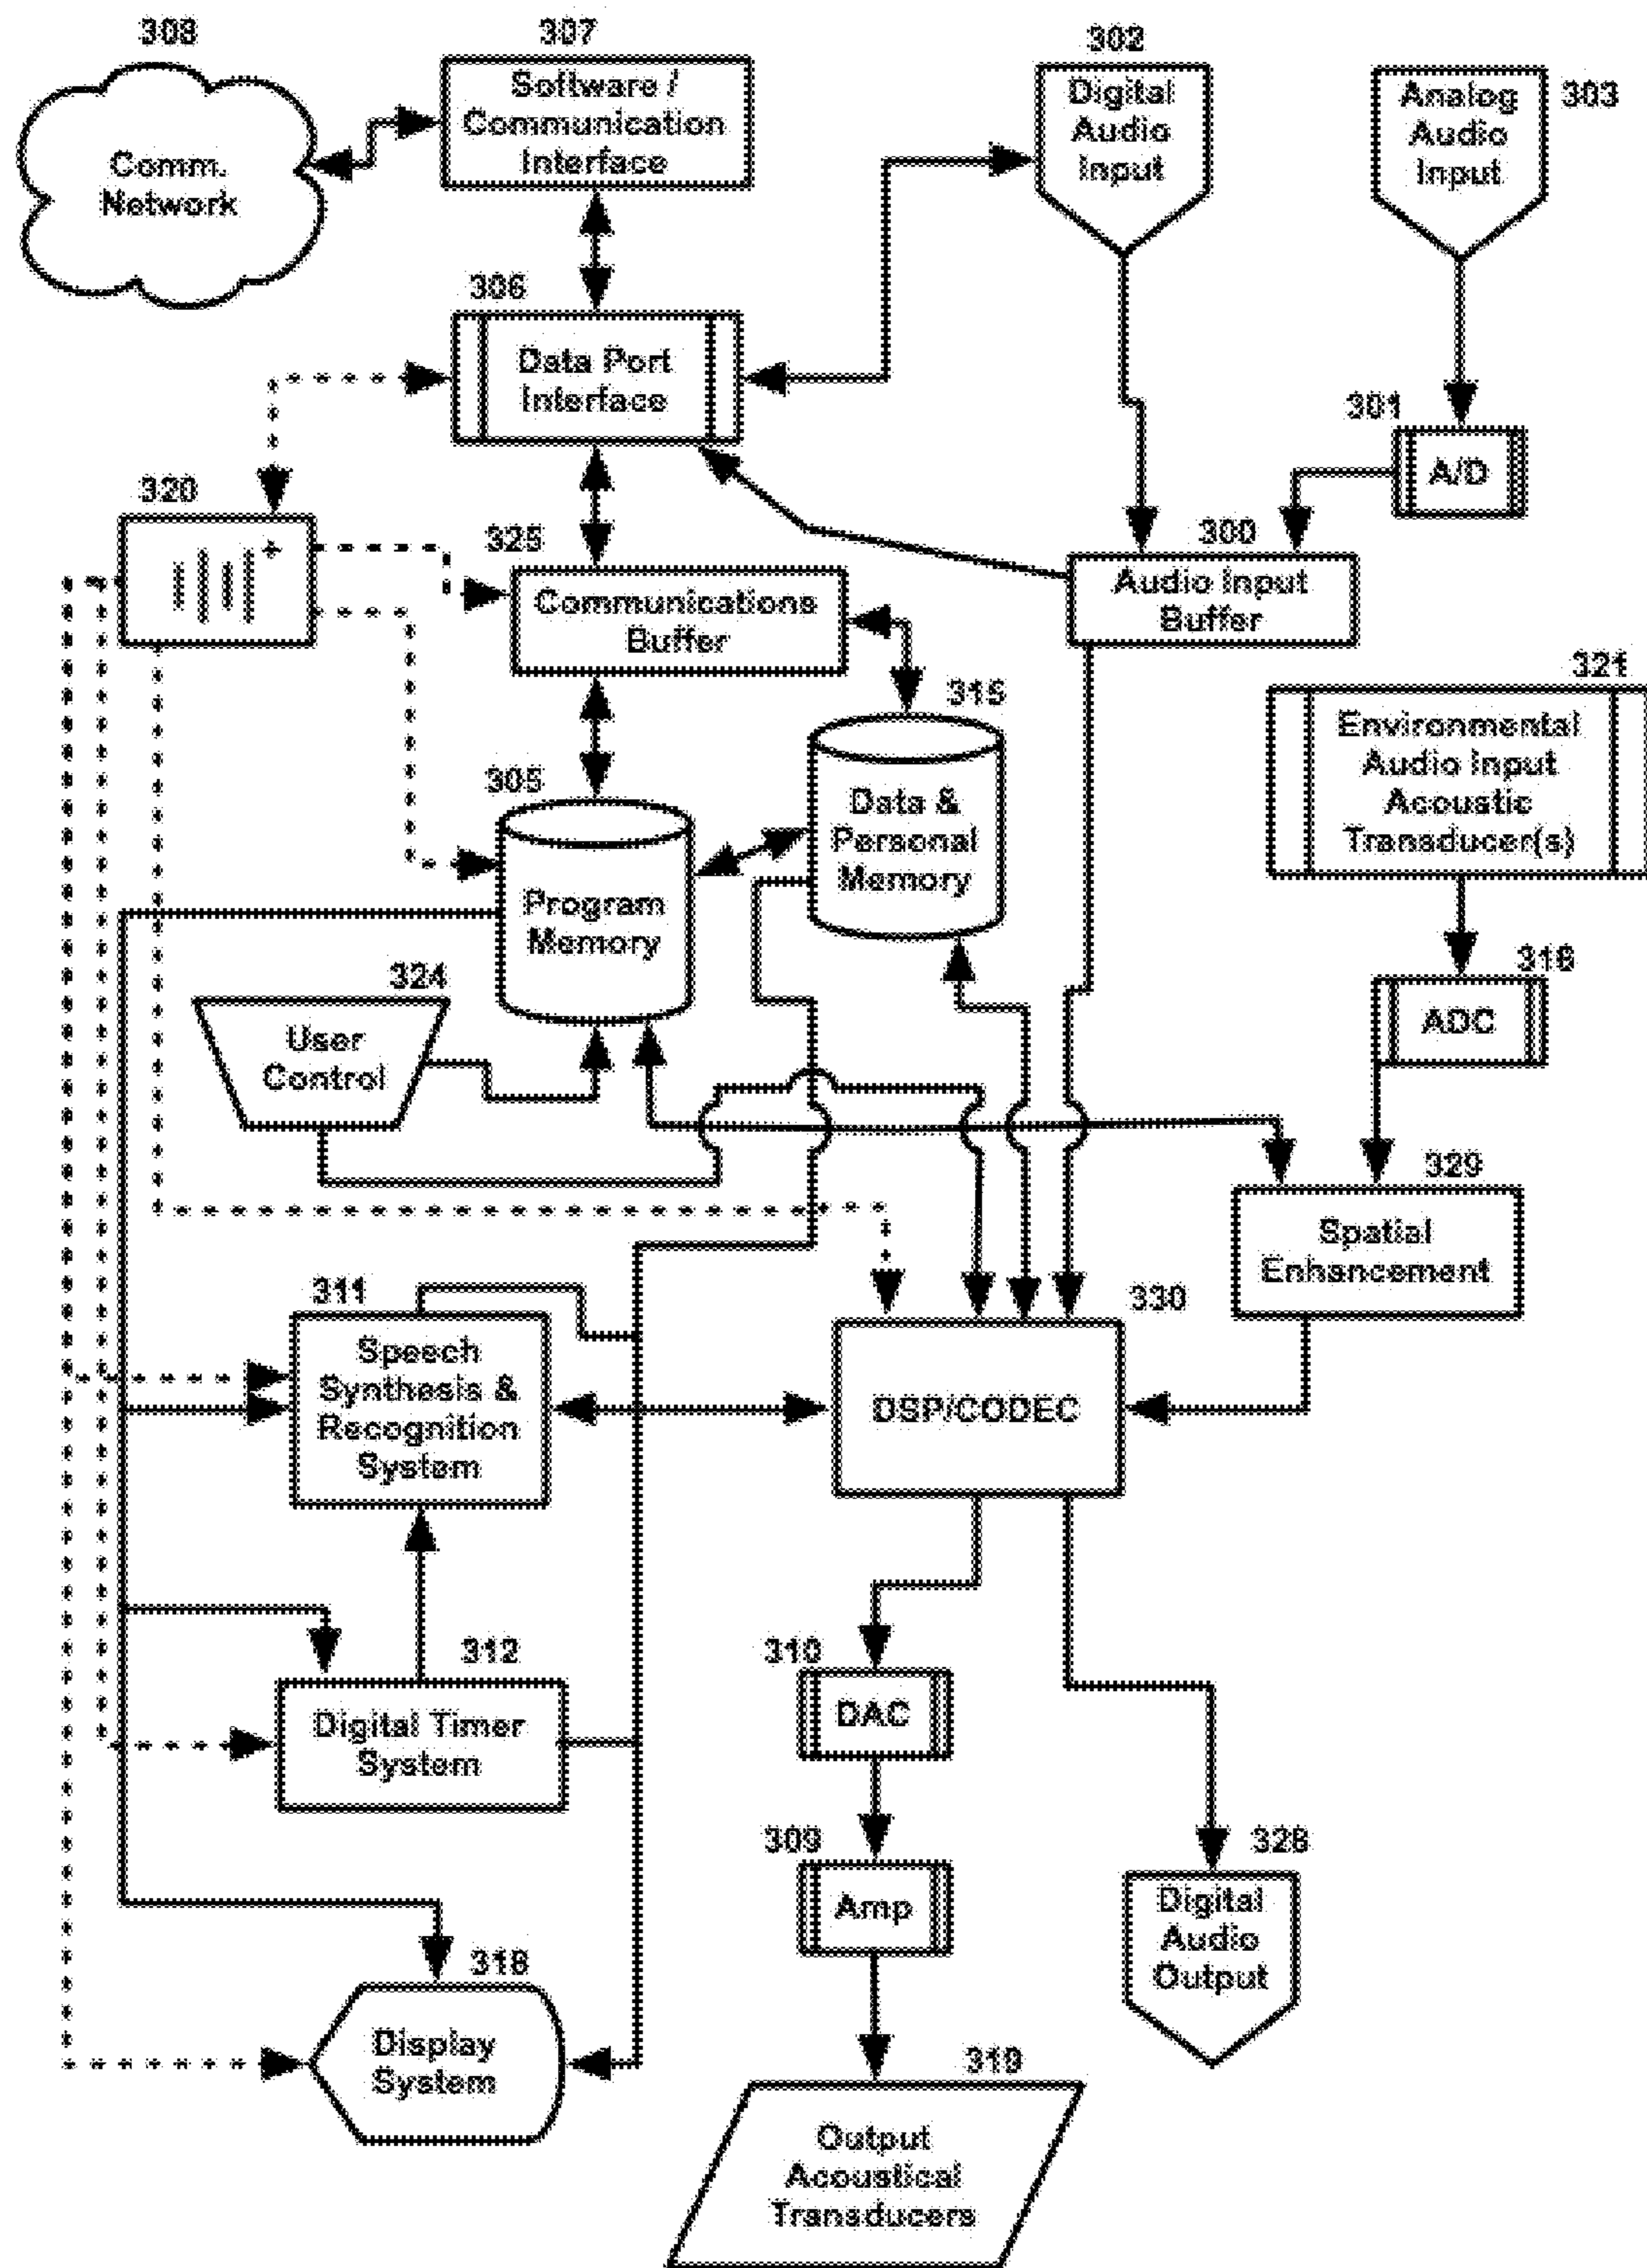 308
307
302
303
Software /
Communication
Interface
Digital
Audio
Input
Analog
Audio
Input
Comm.
Network
306
Data Port
Interface
301
A/D
320
+
325
300
Communications
Buffer
Audio Input
Buffer
321
315
Environmental
Audio Input
Acoustic
Transducer(s)
305
Data &
Personal
Memory
Program
Memory
324
316
User
Control
ADC
329
Spatial
Enhancement
311
330
Speech
Synthesis &
Recognition
System
DSP/CODEC
312
310
Digital Timer
System
DAC
309
328
Amp
Digital
Audio
Output
318
Display
System
319
Output
Acoustical
Transducers